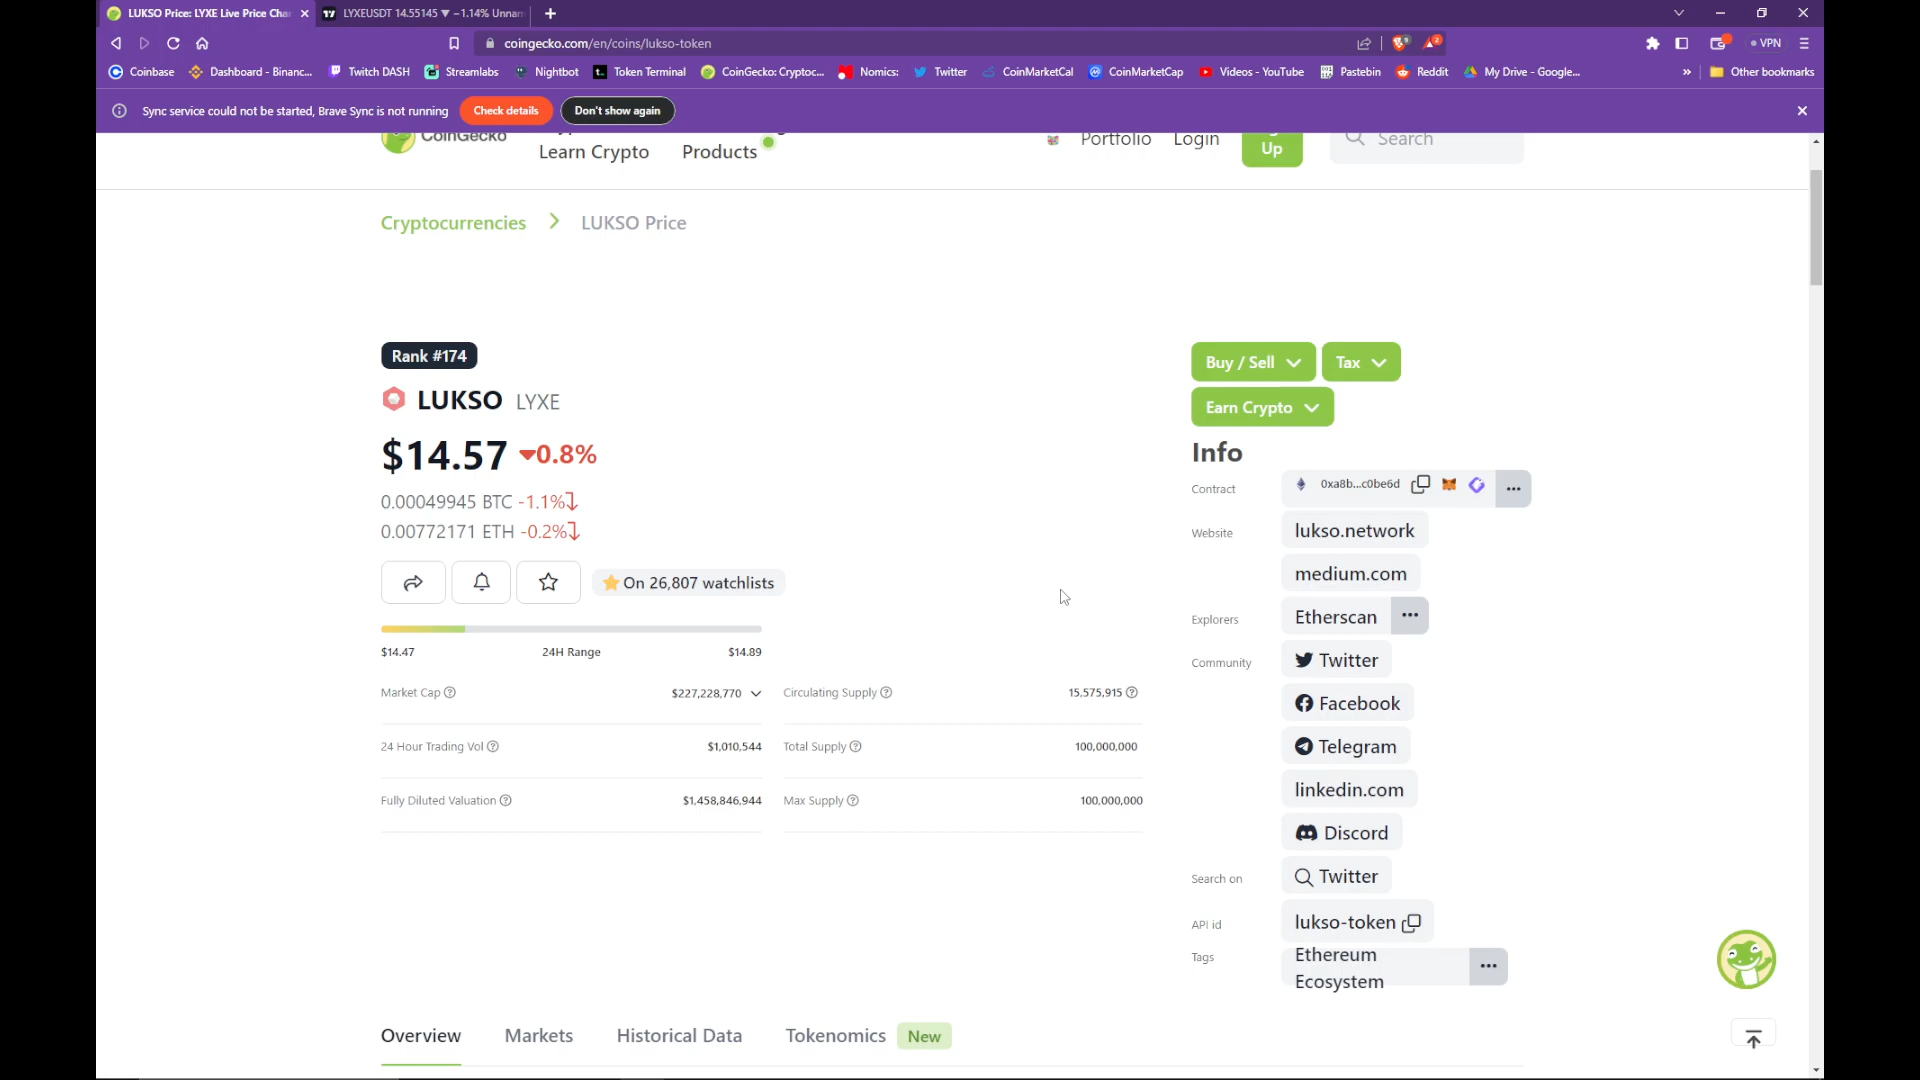 LUKSO Price: LYXE Live Price Cha
LYXEUSDT 14.55145 ▼ −1.14% Unnam
coingecko.com/en/coins/lukso-token
VPN
Coinbase
Dashboard - Binanc...
Twitch DASH
Streamlabs
Nightbot
Token Terminal
CoinGecko: Cryptoc...
Nomics:
Twitter
CoinMarketCal
CoinMarketCap
Videos - YouTube
Pastebin
Reddit
My Drive - Google...
»
Other bookmarks
Sync service could not be started, Brave Sync is not running
Check details
Don't show again
CoinGecko
Learn Crypto
Products
Portfolio
Login
Up
Search
Cryptocurrencies
LUKSO Price
Rank #174
LUKSO LYXE
$14.57 0.8%
0.00049945 BTC -1.1%
0.00772171 ETH -0.2%
On 26,807 watchlists
$14.47 24H Range $14.89
Market Cap $227,228,770
Circulating Supply 15,575,915
24 Hour Trading Vol $1,010,544
Total Supply 100,000,000
Fully Diluted Valuation $1,458,846,944
Max Supply 100,000,000
Buy / Sell
Tax
Earn Crypto
Info
Contract 0xa8b...c0be6d ...
Website lukso.network
medium.com
Explorers Etherscan ...
Community Twitter
Facebook
Telegram
linkedin.com
Discord
Search on Twitter
API id lukso-token
Tags Ethereum
Ecosystem ...
Overview
Markets
Historical Data
Tokenomics New